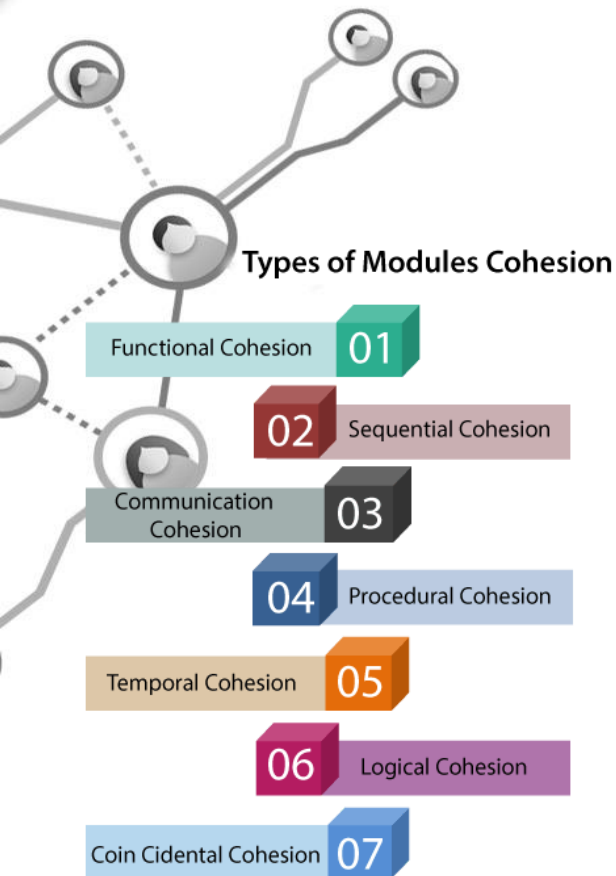 Types of Modules Cohesion
Functional Cohesion 01
02 Sequential Cohesion
Communication
Cohesion 03
04 Procedural Cohesion
Temporal Cohesion 05
06 Logical Cohesion
Coin Cidental Cohesion 07